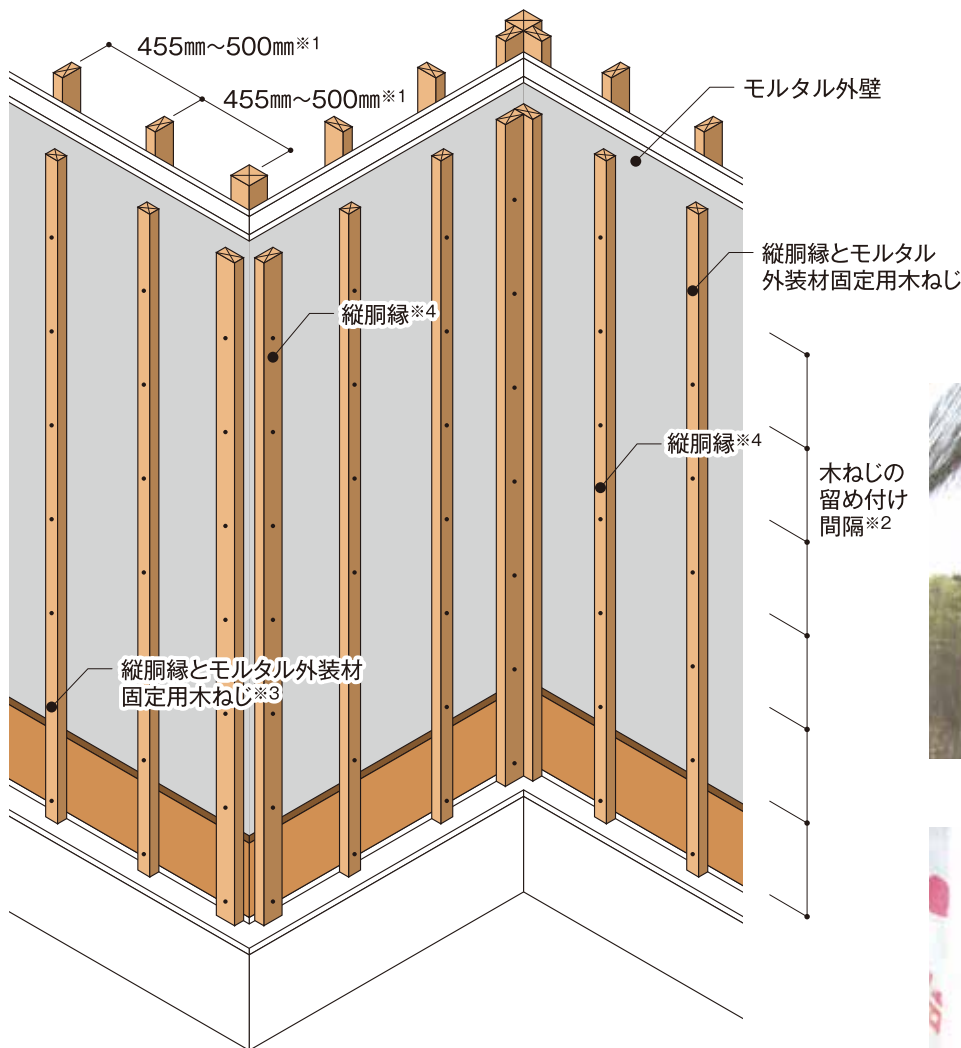 455㎜～500㎜※1
455㎜～500㎜※1
モルタル外壁
縦胴縁とモルタル
外装材固定用木ねじ
縦胴縁※4
縦胴縁※4
木ねじの
留め付け
間隔※2
縦胴縁とモルタル外装材
固定用木ねじ※3